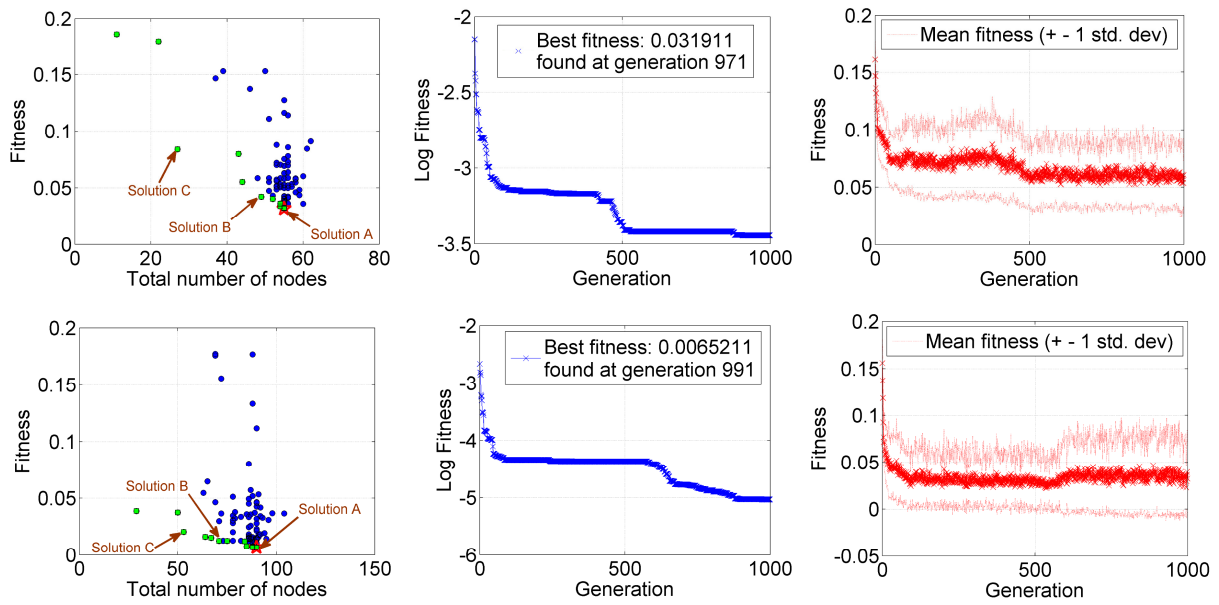 0.2
0.15
0.1
0.05
0
Fitness
0 20 40 60 80
Total number of nodes
Solution C
Solution B
Solution A
-2
-2.5
-3
-3.5
Log Fitness
0 500 1000
Generation
Best fitness: 0.031911
found at generation 971
0.2
0.15
0.1
0.05
0
Fitness
0 500 1000
Generation
Mean fitness (+ - 1 std. dev)
0.2
0.15
0.1
0.05
0
Fitness
0 50 100 150
Total number of nodes
Solution B
Solution A
Solution C
-2
-3
-4
-5
-6
Log Fitness
0 500 1000
Generation
Best fitness: 0.0065211
found at generation 991
0.2
0.15
0.1
0.05
0
-0.05
Fitness
0 500 1000
Generation
Mean fitness (+ - 1 std. dev)